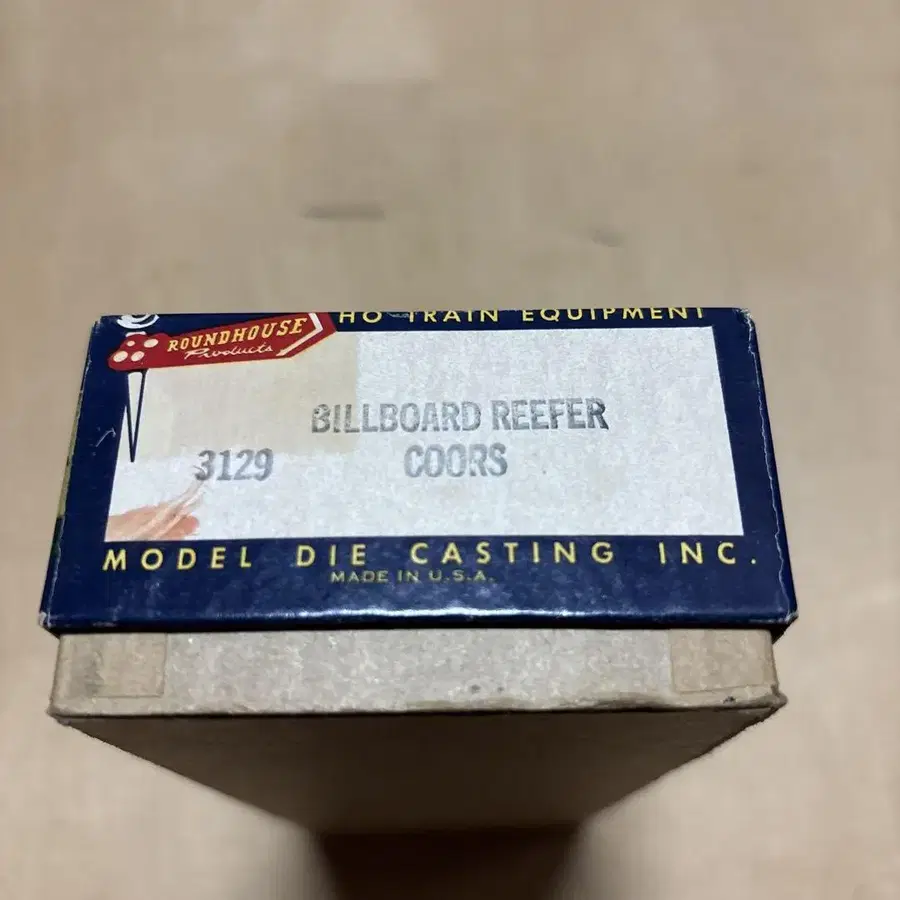 HO TRAIN EQUIPMENT
ROUNDHOUSE
Products
BILLBOARD REEFER
3129 COORS
MODEL DIE CASTING INC.
MADE IN U.S.A.